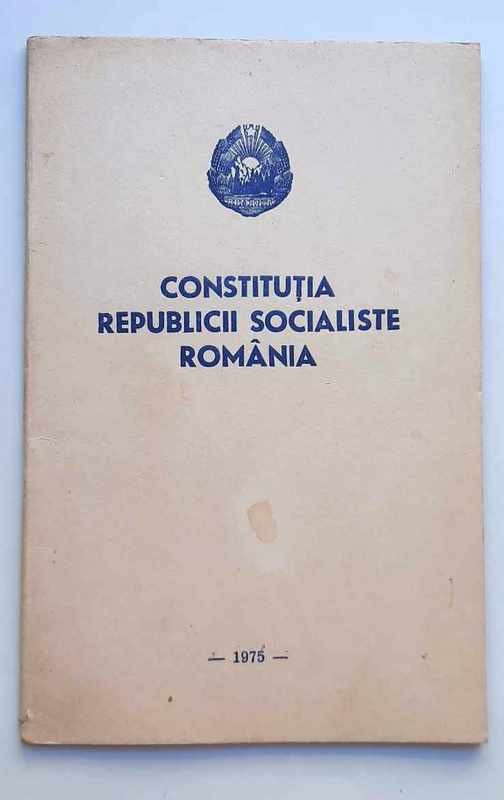 CONSTITUȚIA
REPUBLICII SOCIALISTE
ROMÂNIA
— 1975 —